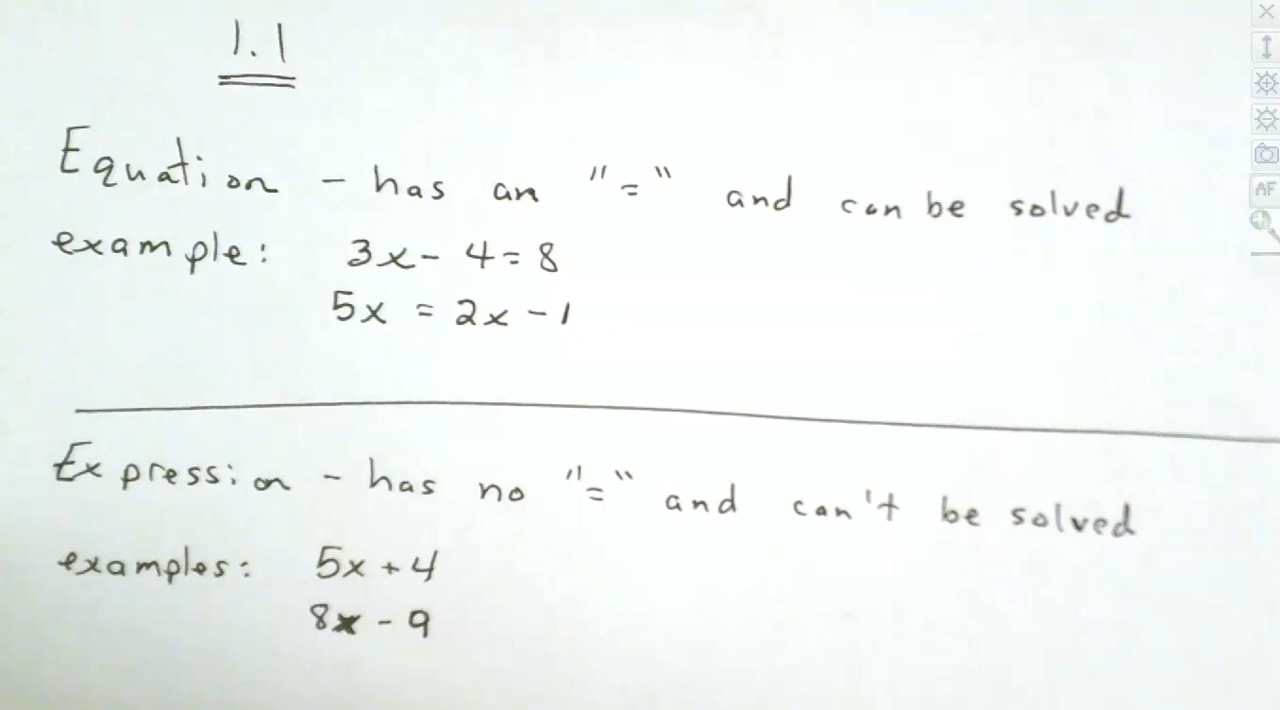 1.1
Equation - has an "=" and can be solved
example: 3x - 4 = 8
5x = 2x - 1
Expression - has no "=" and can't be solved
examples: 5x + 4
8x - 9
AF